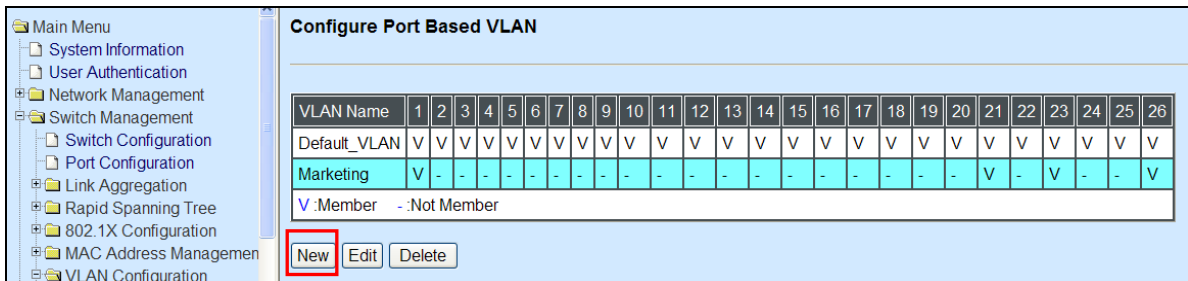 Main Menu
System Information
User Authentication
Network Management
Switch Management
Switch Configuration
Port Configuration
Link Aggregation
Rapid Spanning Tree
802.1X Configuration
MAC Address Managemen
VLAN Configuration
Configure Port Based VLAN
VLAN Name 1 2 3 4 5 6 7 8 9 10 11 12 13 14 15 16 17 18 19 20 21 22 23 24 25 26
Default_VLAN V V V V V V V V V V V V V V V V V V V V V V V V V V
Marketing V - - - - - - - - - - - - - - - - - - - V - V - - V
V :Member - :Not Member
New Edit Delete